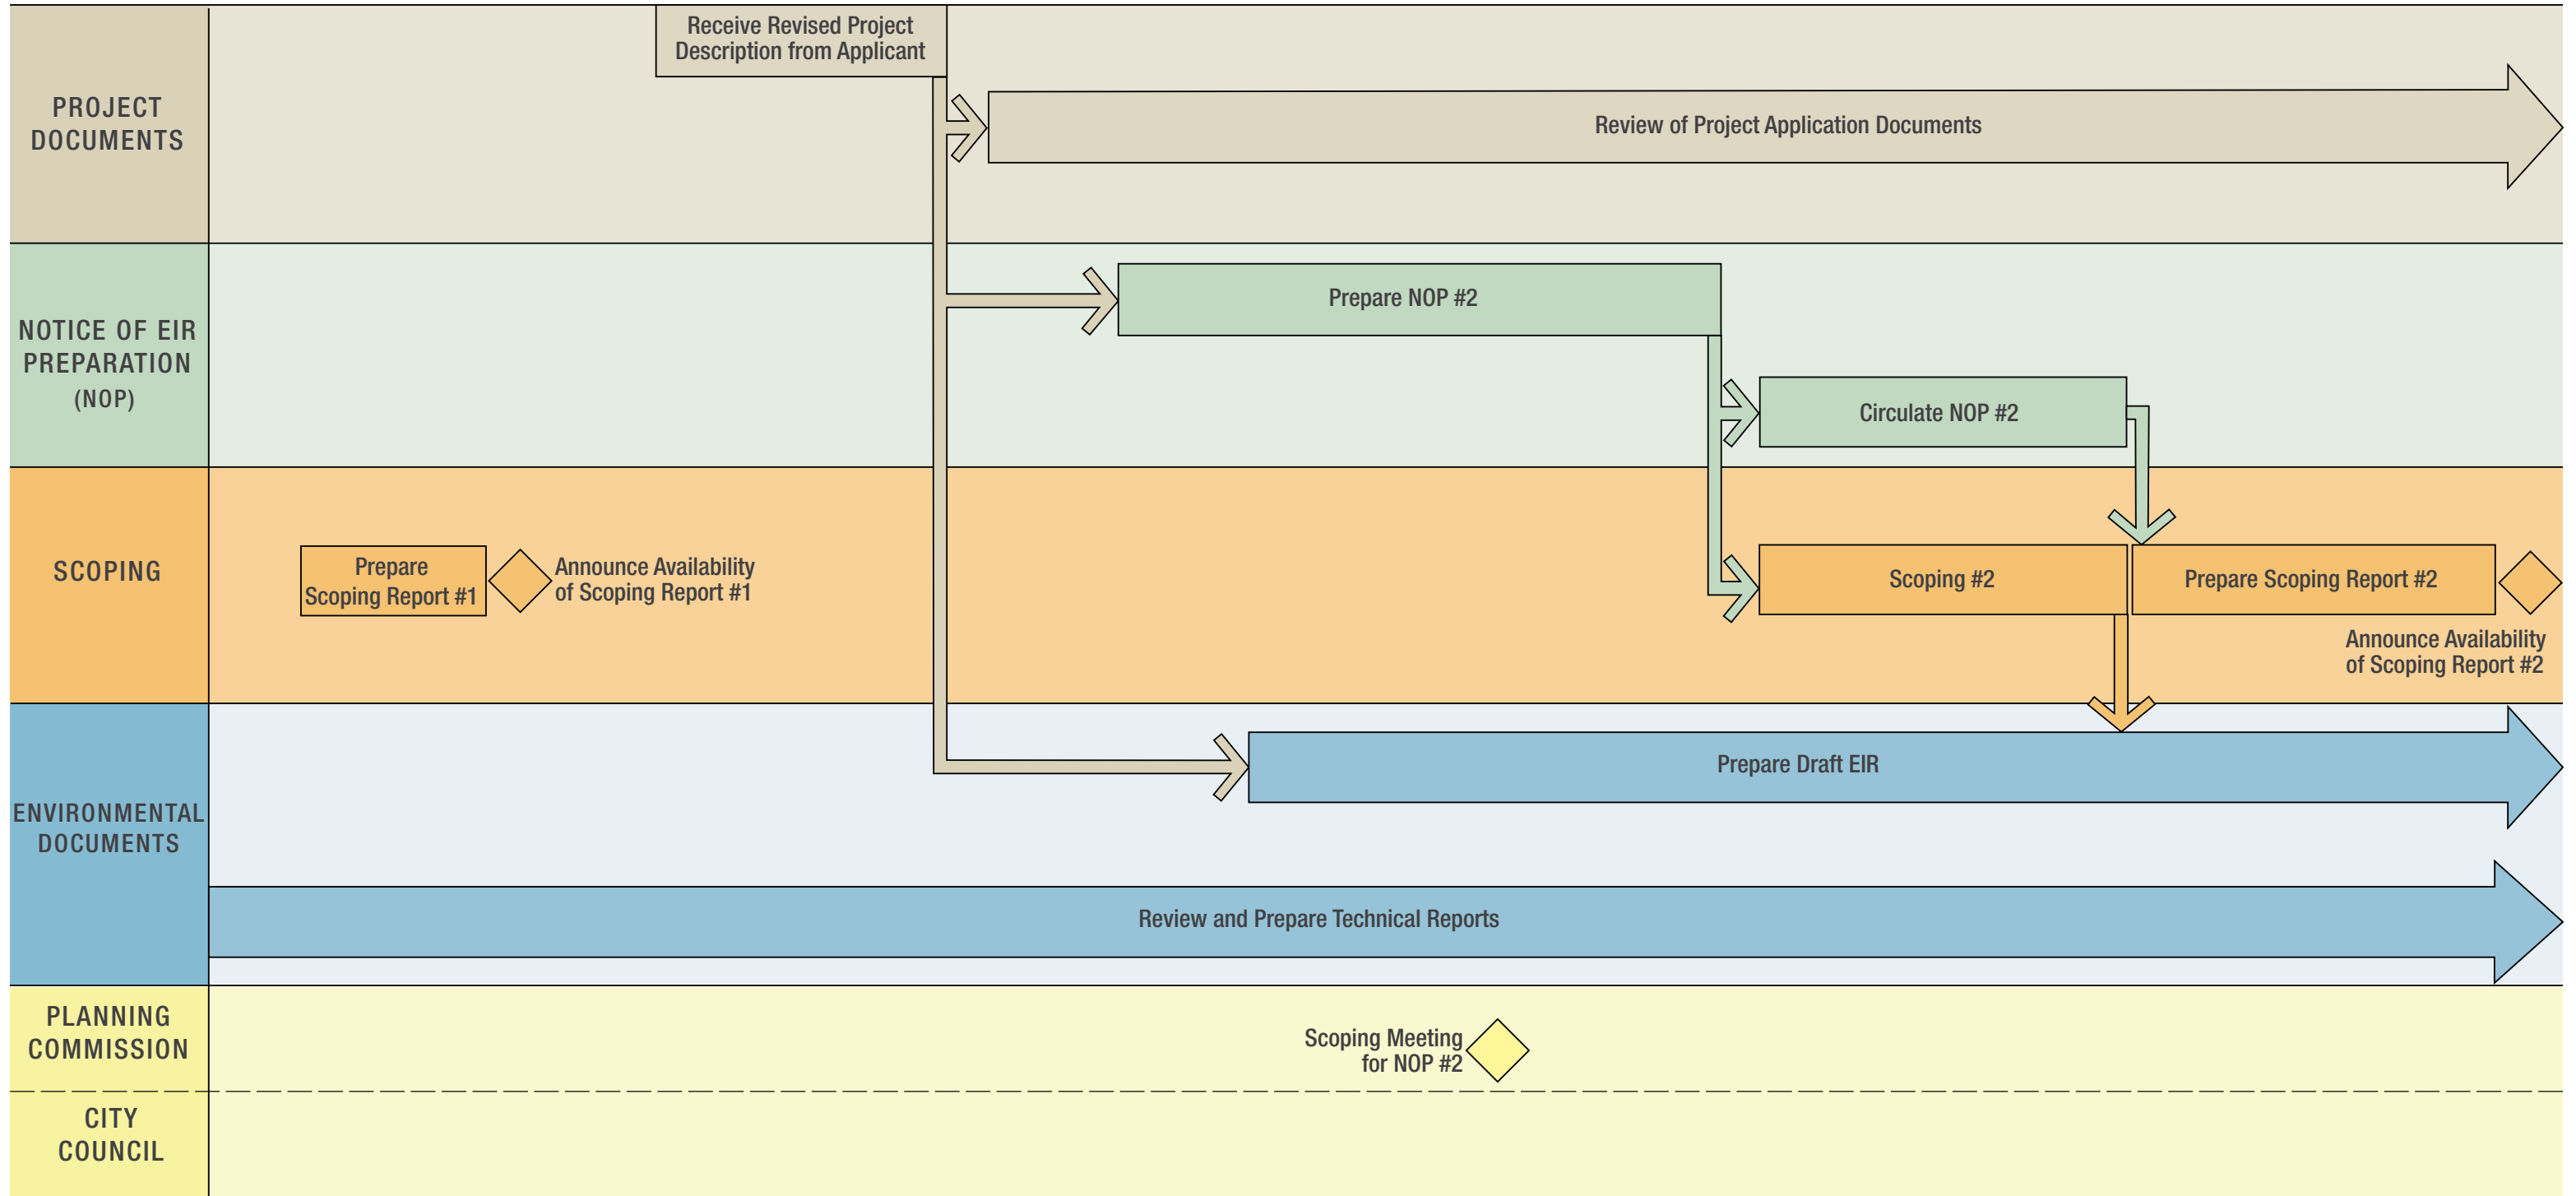 Receive Revised Project
Description from Applicant
PROJECT
DOCUMENTS
Review of Project Application Documents
NOTICE OF EIR
PREPARATION
(NOP)
Prepare NOP #2
Circulate NOP #2
SCOPING
Prepare
Scoping Report #1
Announce Availability
of Scoping Report #1
Scoping #2
Prepare Scoping Report #2
Announce Availability
of Scoping Report #2
ENVIRONMENTAL
DOCUMENTS
Prepare Draft EIR
Review and Prepare Technical Reports
PLANNING
COMMISSION
Scoping Meeting
for NOP #2
CITY
COUNCIL